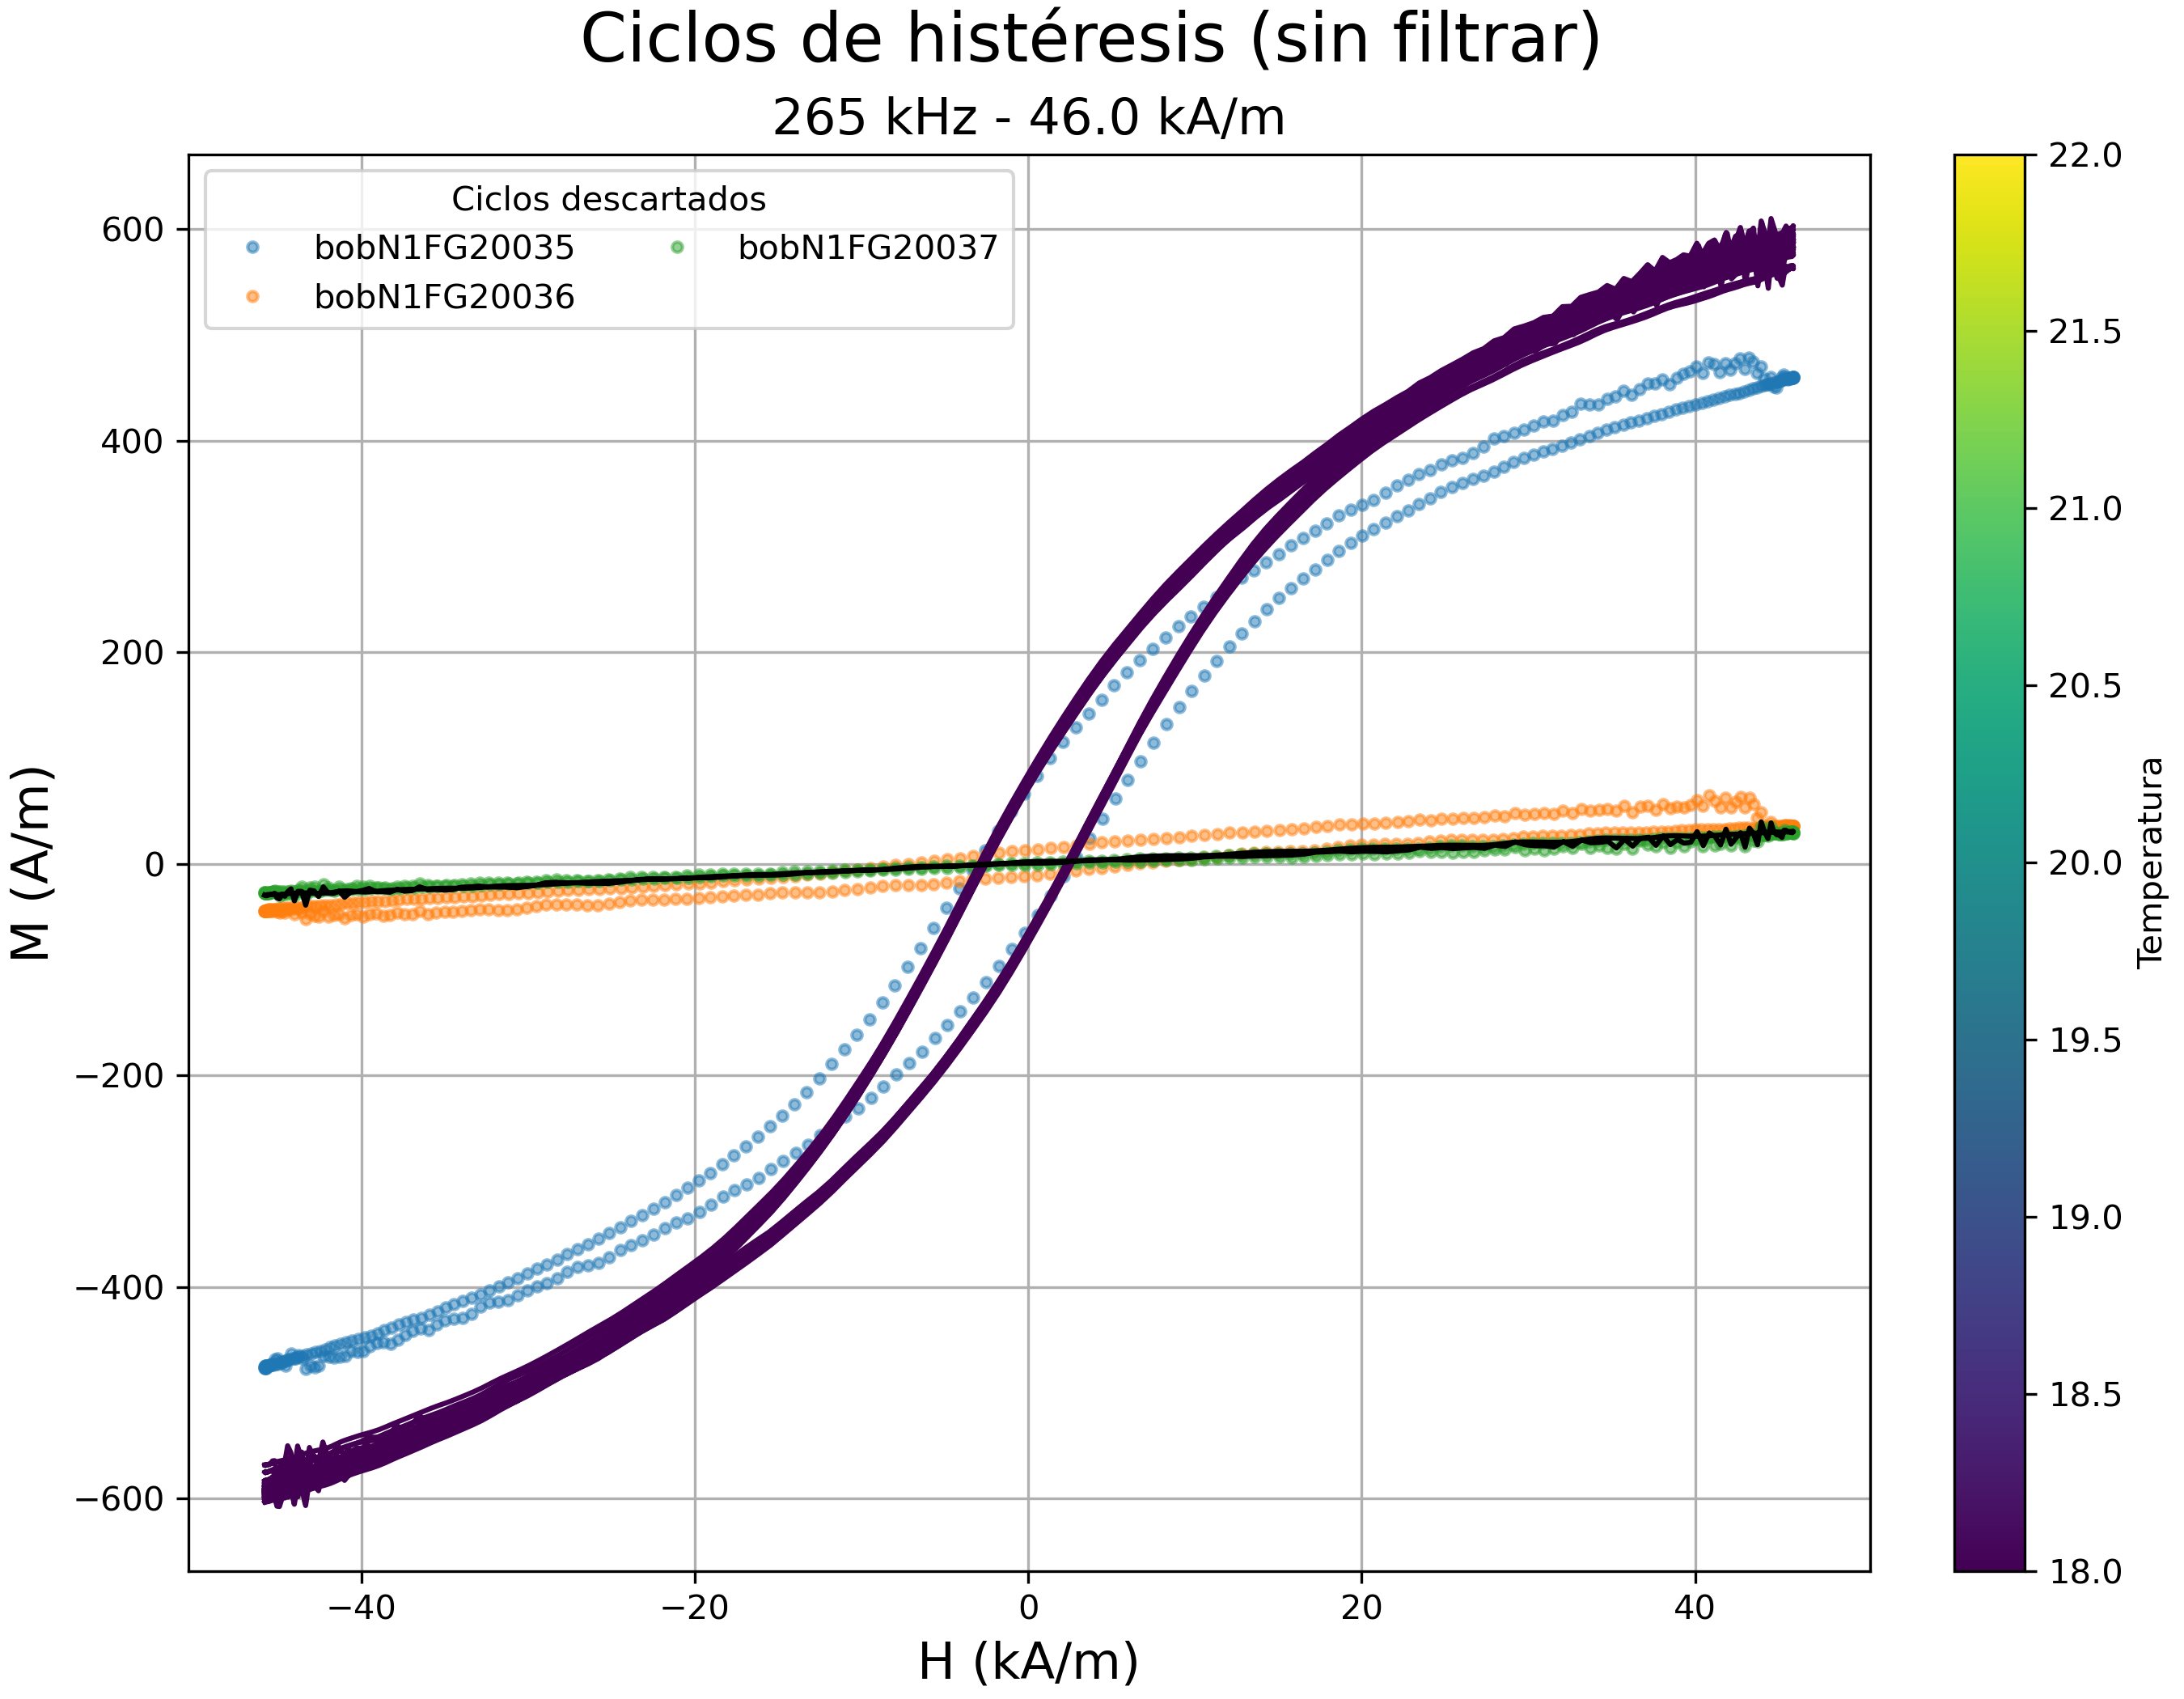 Ciclos de histéresis (sin filtrar)
265 kHz - 46.0 kA/m
Ciclos descartados
bobN1FG20035
bobN1FG20036
bobN1FG20037
600
400
200
0
−200
−400
−600
M (A/m)
−40
−20
0
20
40
H (kA/m)
22.0
21.5
21.0
20.5
20.0
19.5
19.0
18.5
18.0
Temperatura